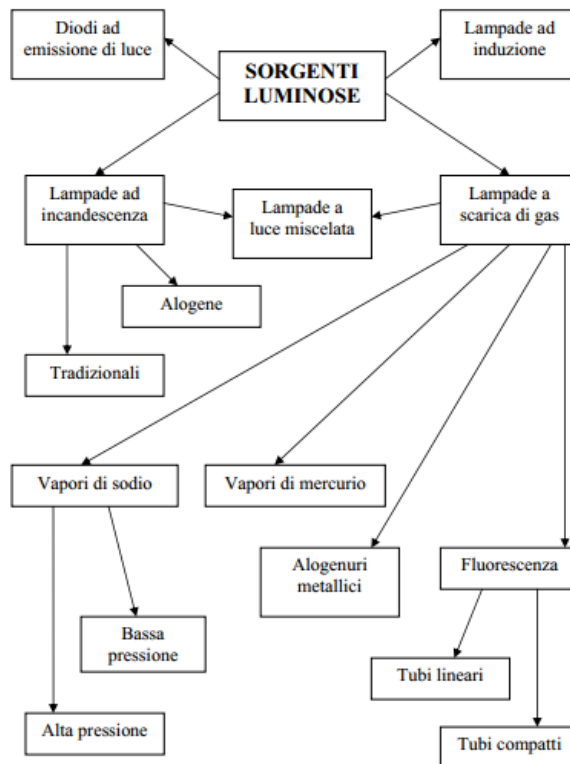 Diodi ad
emissione di luce
SORGENTI
LUMINOSE
Lampade ad
induzione
Lampade ad
incandescenza
Lampade a
luce miscelata
Lampade a
scarica di gas
Alogene
Tradizionali
Vapori di sodio
Vapori di mercurio
Alogenuri
metallici
Fluorescenza
Bassa
pressione
Tubi lineari
Alta pressione
Tubi compatti